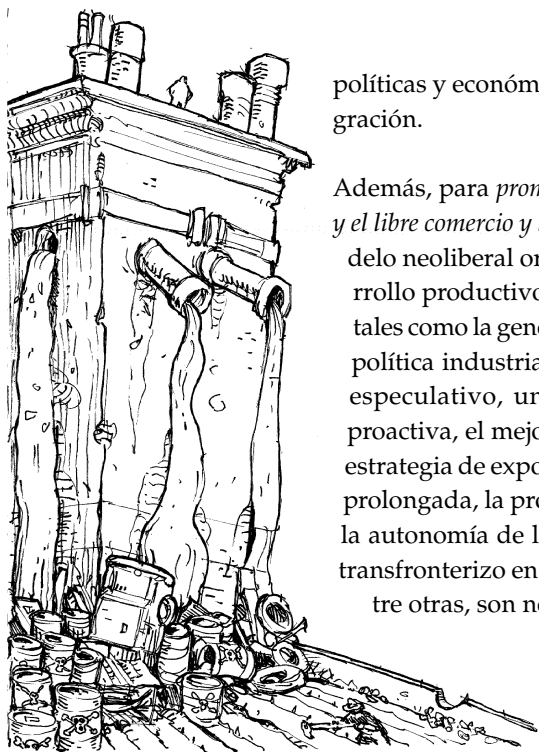 políticas y económ
gración.
Además, para prom
y el libre comercio y
delo neoliberal or
rrollo productivo
tales como la gene
política industria
especulativo, un
proactiva, el mejo
estrategia de expo
prolongada, la pro
la autonomía de l
transfronterizo en
tre otras, son ne